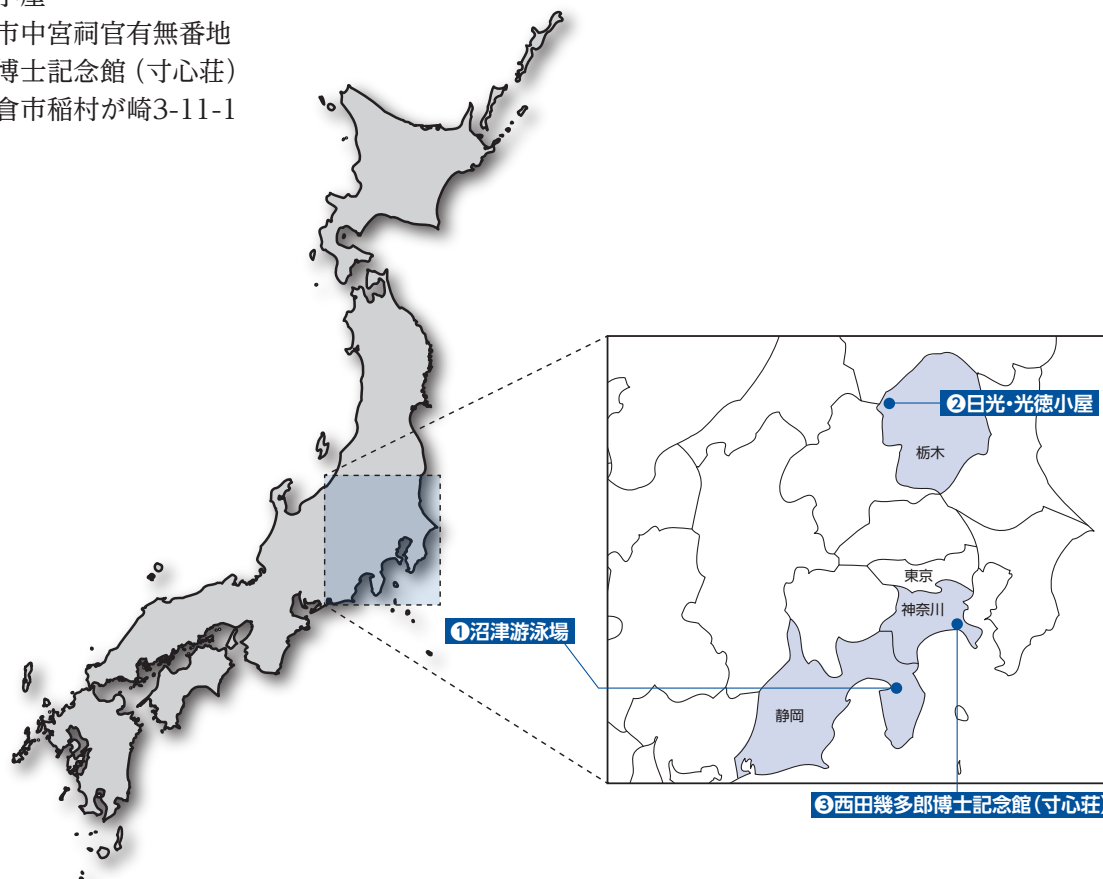 小屋
市中宮祠官有無番地
博士記念館（寸心荘）
倉市稲村が崎3-11-1
❷日光・光徳小屋
栃木
東京
神奈川
❶沼津游泳場
静岡
❸西田幾多郎博士記念館（寸心荘）